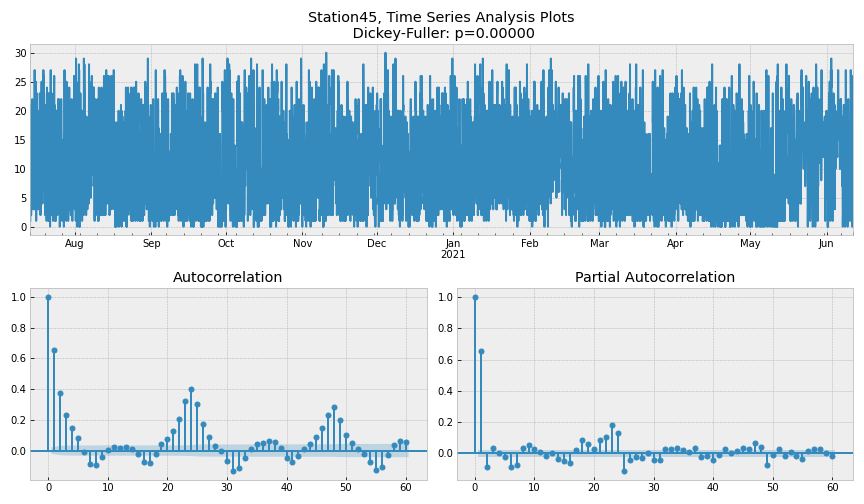 Station45, Time Series Analysis Plots
Dickey-Fuller: p=0.00000
30
25
20
15
10
5
0
Aug Sep Oct Nov Dec Jan Feb Mar Apr May Jun
2021
Autocorrelation
1.0
0.8
0.6
0.4
0.2
0.0
0 10 20 30 40 50 60
Partial Autocorrelation
1.0
0.8
0.6
0.4
0.2
0.0
0 10 20 30 40 50 60